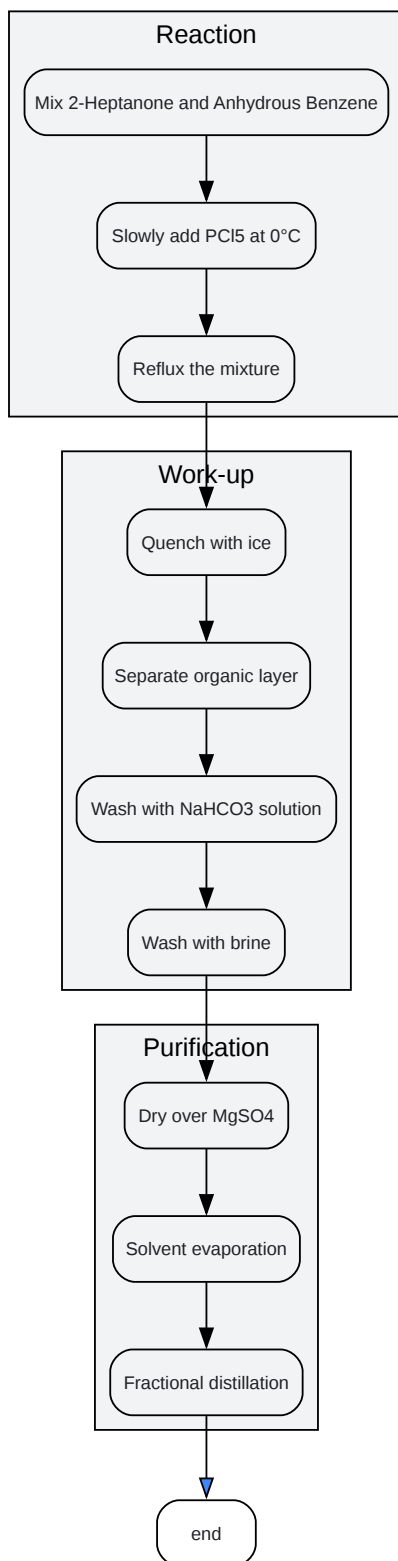 Reaction
Mix 2-Heptanone and Anhydrous Benzene
Slowly add PCl5 at 0°C
Reflux the mixture
Work-up
Quench with ice
Separate organic layer
Wash with NaHCO3 solution
Wash with brine
Purification
Dry over MgSO4
Solvent evaporation
Fractional distillation
end